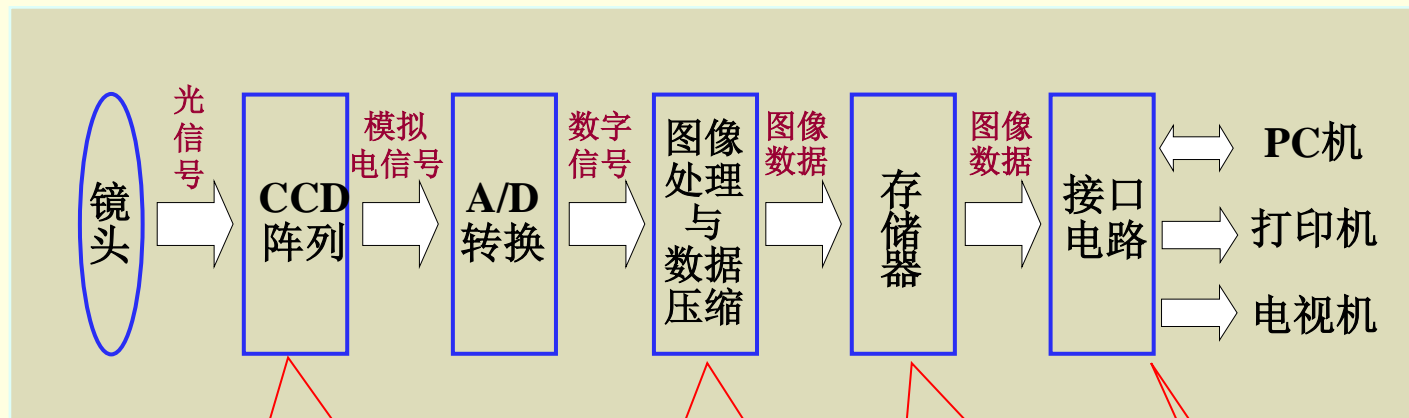 镜
头
光
信
号
CCD
阵列
模拟
电信号
A/D
转换
数字
信号
图像
处理
与
数据
压缩
图像
数据
存
储
器
图像
数据
接口
电路
PC机
打印机
电视机